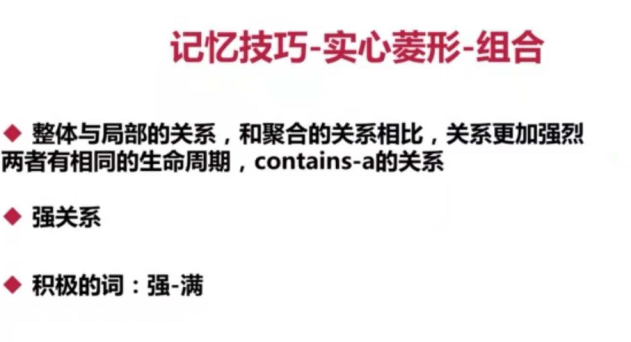 记忆技巧-实心菱形-组合
整体与局部的关系，和聚合的关系相比，关系更加强烈
两者有相同的生命周期，contains-a的关系
强关系
积极的词：强-满